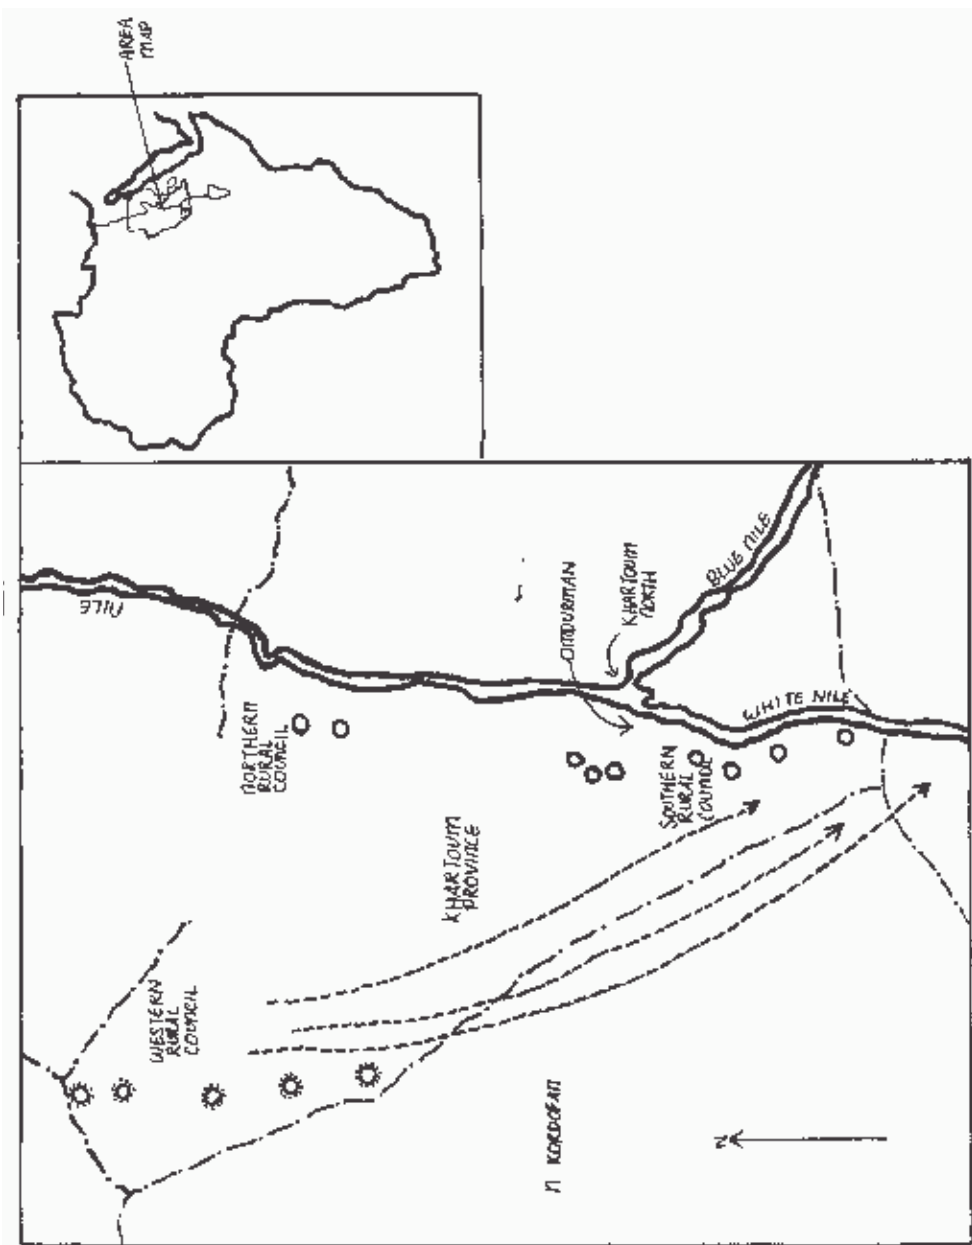 AREA
MAP
NILE
BLUE NILE
KHARTOUM
NORTH
OMDURMAN
WHITE NILE
NORTHERN
RURAL
COUNCIL
SOUTHERN
RURAL
COUNCIL
KHARTOUM
PROVINCE
WESTERN
RURAL
COUNCIL
N KORDOFAN
N